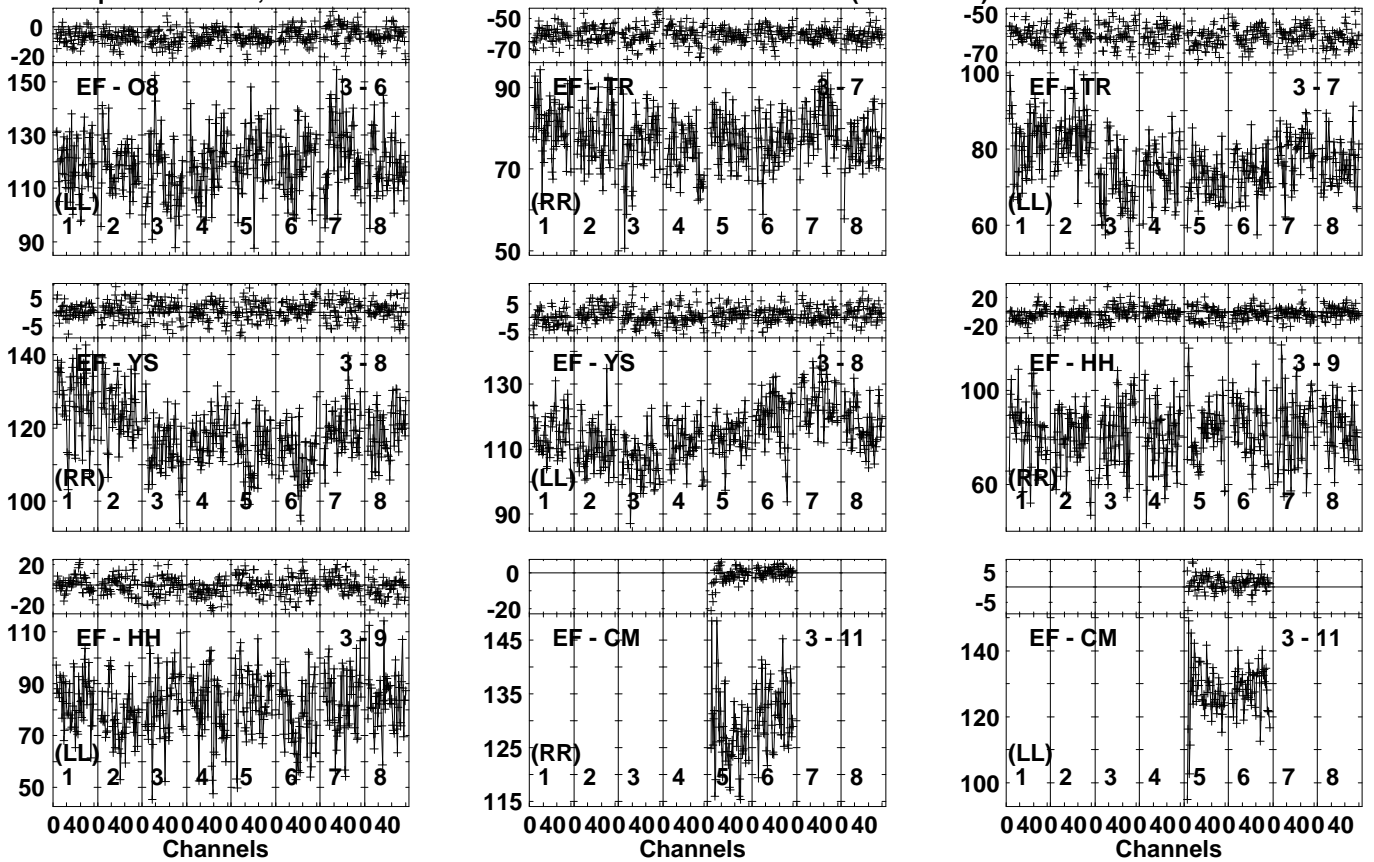 0
-20
150
130
110
90
EF - O8 3 - 6
(LL)
1 2 3 4 5 6 7 8
-50
-70
90
70
50
EF - TR 3 - 7
(RR)
1 2 3 4 5 6 7 8
-50
-70
100
80
60
EF - TR 3 - 7
(LL)
1 2 3 4 5 6 7 8
5
-5
140
120
100
EF - YS 3 - 8
(RR)
1 2 3 4 5 6 7 8
5
-5
130
110
90
EF - YS 3 - 8
(LL)
1 2 3 4 5 6 7 8
20
-20
100
60
EF - HH 3 - 9
(RR)
1 2 3 4 5 6 7 8
20
-20
110
90
70
50
EF - HH 3 - 9
(LL)
1 2 3 4 5 6 7 8
0 40 0 40 0 40 0 40 0 40 0 40 0 40 0 40
Channels
0
-20
145
135
125
115
EF - CM 3 - 11
(RR)
1 2 3 4 5 6 7 8
0 40 0 40 0 40 0 40 0 40 0 40 0 40 0 40
Channels
5
-5
140
120
100
EF - CM 3 - 11
(LL)
1 2 3 4 5 6 7 8
0 40 0 40 0 40 0 40 0 40 0 40 0 40 0 40
Channels